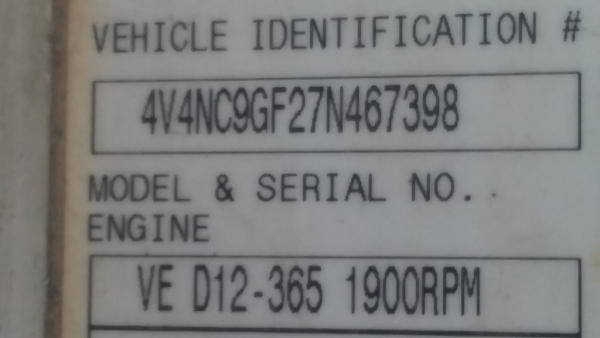 VEHICLE IDENTIFICATION #
4V4NC9GF27N467398
MODEL & SERIAL NO.
ENGINE
VE D12-365 1900RPM